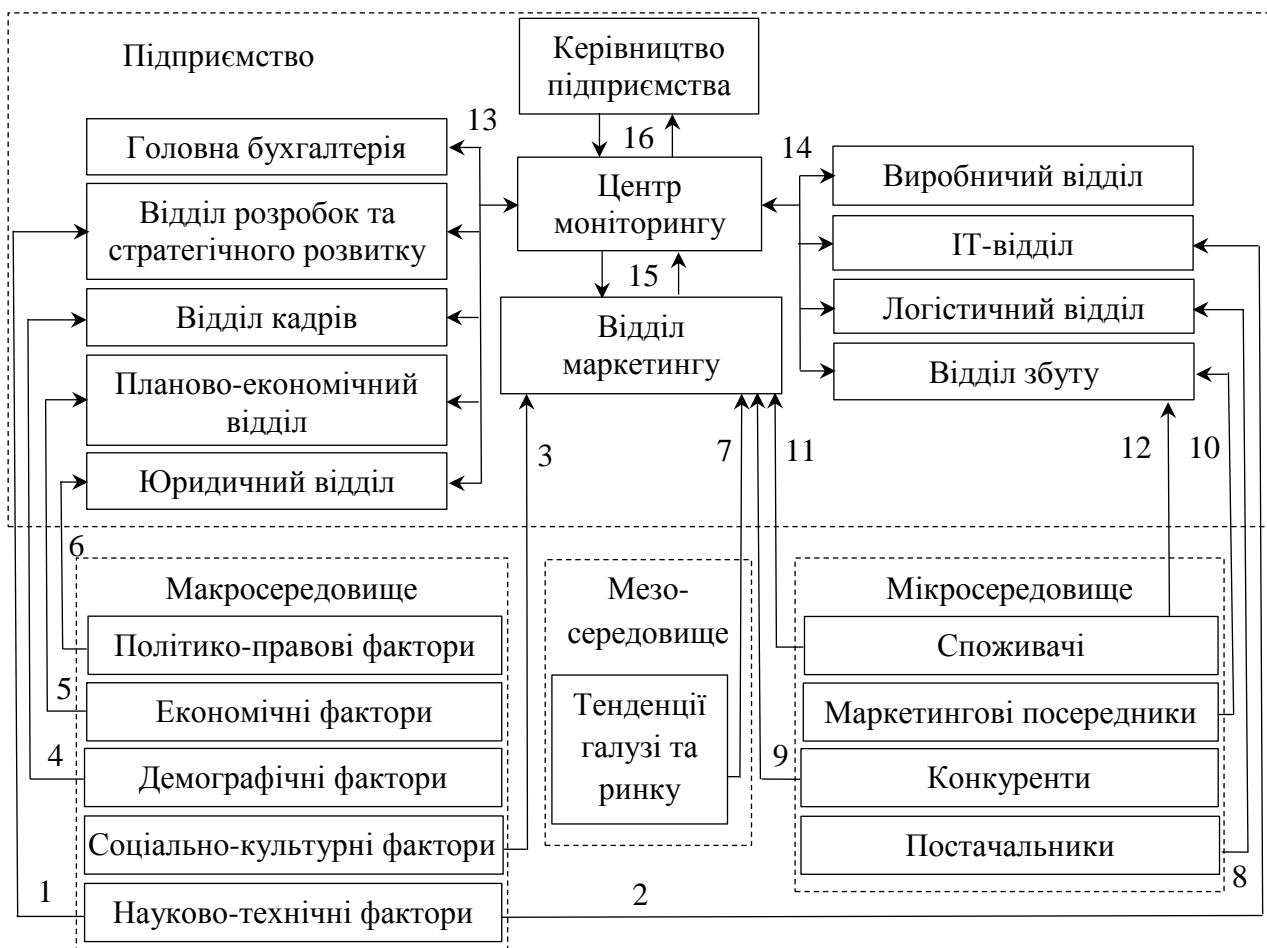 Підприємство
Керівництво
підприємства
13
16
14
Головна бухгалтерія
Відділ розробок та
стратегічного розвитку
Відділ кадрів
Планово-економічний
відділ
Юридичний відділ
Центр
моніторингу
15
Відділ
маркетингу
Виробничий відділ
ІТ-відділ
Логістичний відділ
Відділ збуту
3
7
11
12
10
6
5
4
1
Макросередовище
Політико-правові фактори
Економічні фактори
Демографічні фактори
Соціально-культурні фактори
Науково-технічні фактори
2
Мезо-
середовище
Тенденції
галузі та
ринку
9
Мікросередовище
Споживачі
Маркетингові посередники
Конкуренти
Постачальники
8